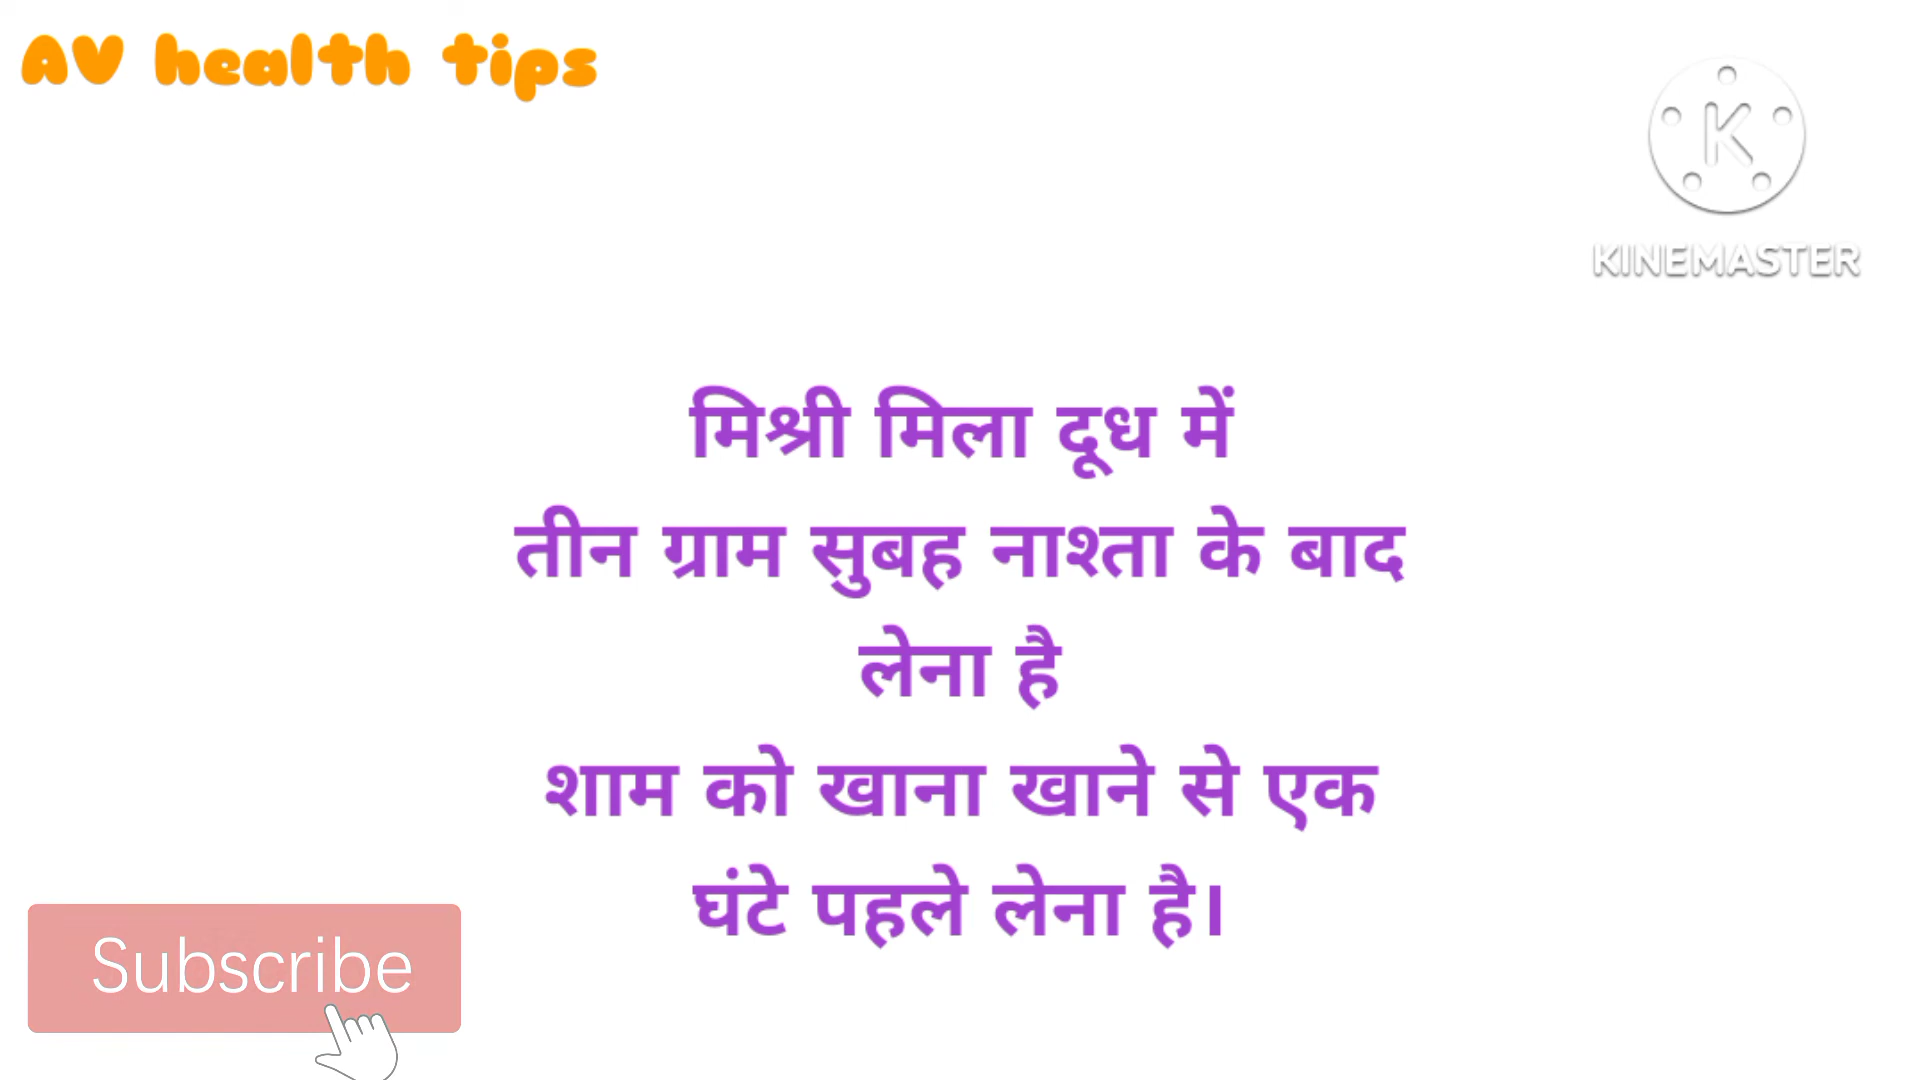 AV health tips
KINEMASTER
मिश्री मिला दूध में
तीन ग्राम सुबह नाश्ता के बाद
लेना है
शाम को खाना खाने से एक
घंटे पहले लेना है।
Subscribe